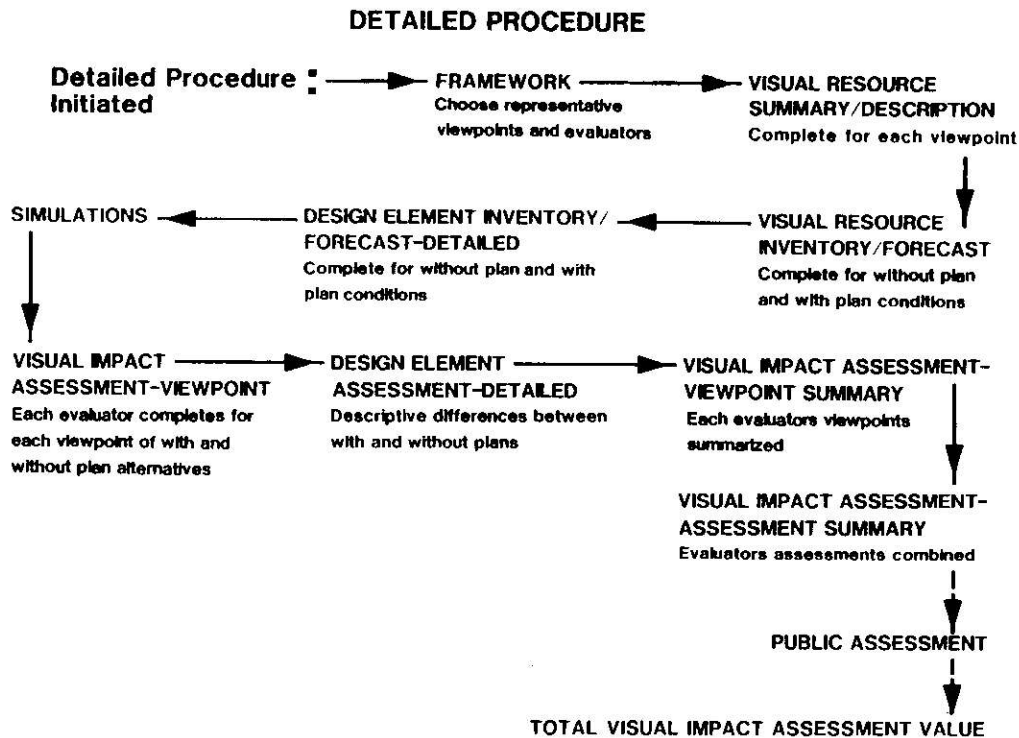 DETAILED PROCEDURE
Detailed Procedure :
Initiated
FRAMEWORK
Choose representative
viewpoints and evaluators
VISUAL RESOURCE
SUMMARY/DESCRIPTION
Complete for each viewpoint
SIMULATIONS
DESIGN ELEMENT INVENTORY/
FORECAST-DETAILED
Complete for without plan and with
plan conditions
VISUAL RESOURCE
INVENTORY/FORECAST
Complete for without plan
and with plan conditions
VISUAL IMPACT
ASSESSMENT-VIEWPOINT
Each evaluator completes for
each viewpoint of with and
without plan alternatives
DESIGN ELEMENT
ASSESSMENT-DETAILED
Descriptive differences between
with and without plans
VISUAL IMPACT ASSESSMENT-
VIEWPOINT SUMMARY
Each evaluators viewpoints
summarized
VISUAL IMPACT ASSESSMENT-
ASSESSMENT SUMMARY
Evaluators assessments combined
PUBLIC ASSESSMENT
TOTAL VISUAL IMPACT ASSESSMENT VALUE